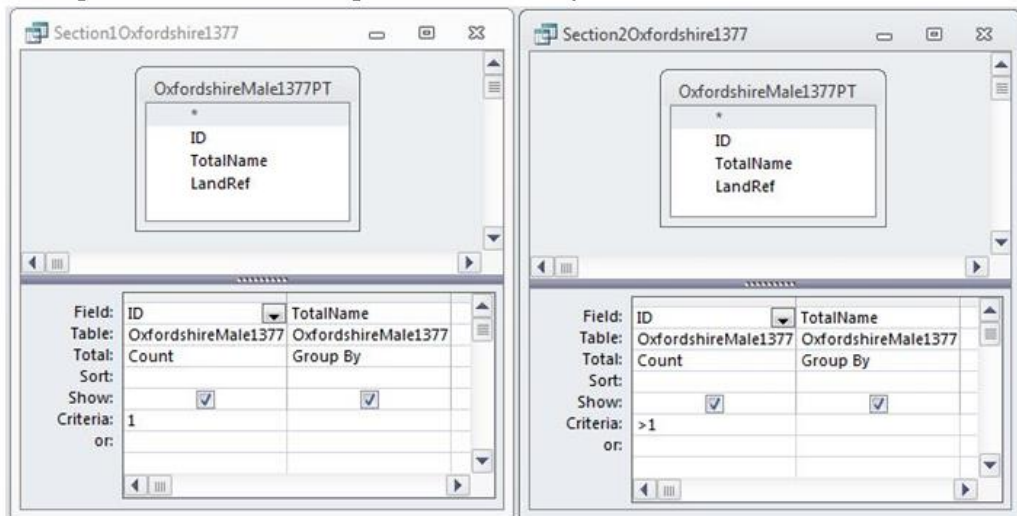 Section1Oxfordshire1377
OxfordshireMale1377PT
*
ID
TotalName
LandRef
Field: ID TotalName
Table: OxfordshireMale1377 OxfordshireMale1377
Total: Count Group By
Sort:
Show:
Criteria: 1
or:
Section2Oxfordshire1377
OxfordshireMale1377PT
*
ID
TotalName
LandRef
Field: ID TotalName
Table: OxfordshireMale1377 OxfordshireMale1377
Total: Count Group By
Sort:
Show:
Criteria: >1
or: